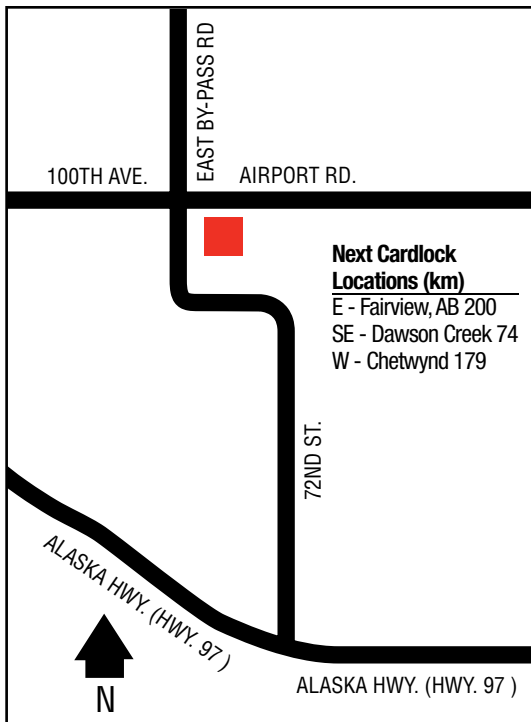 EAST BY-PASS RD
100TH AVE.
AIRPORT RD.
Next Cardlock
Locations (km)
E - Fairview, AB 200
SE - Dawson Creek 74
W - Chetwynd 179
72ND ST.
ALASKA HWY. (HWY. 97 )
N
ALASKA HWY. (HWY. 97 )